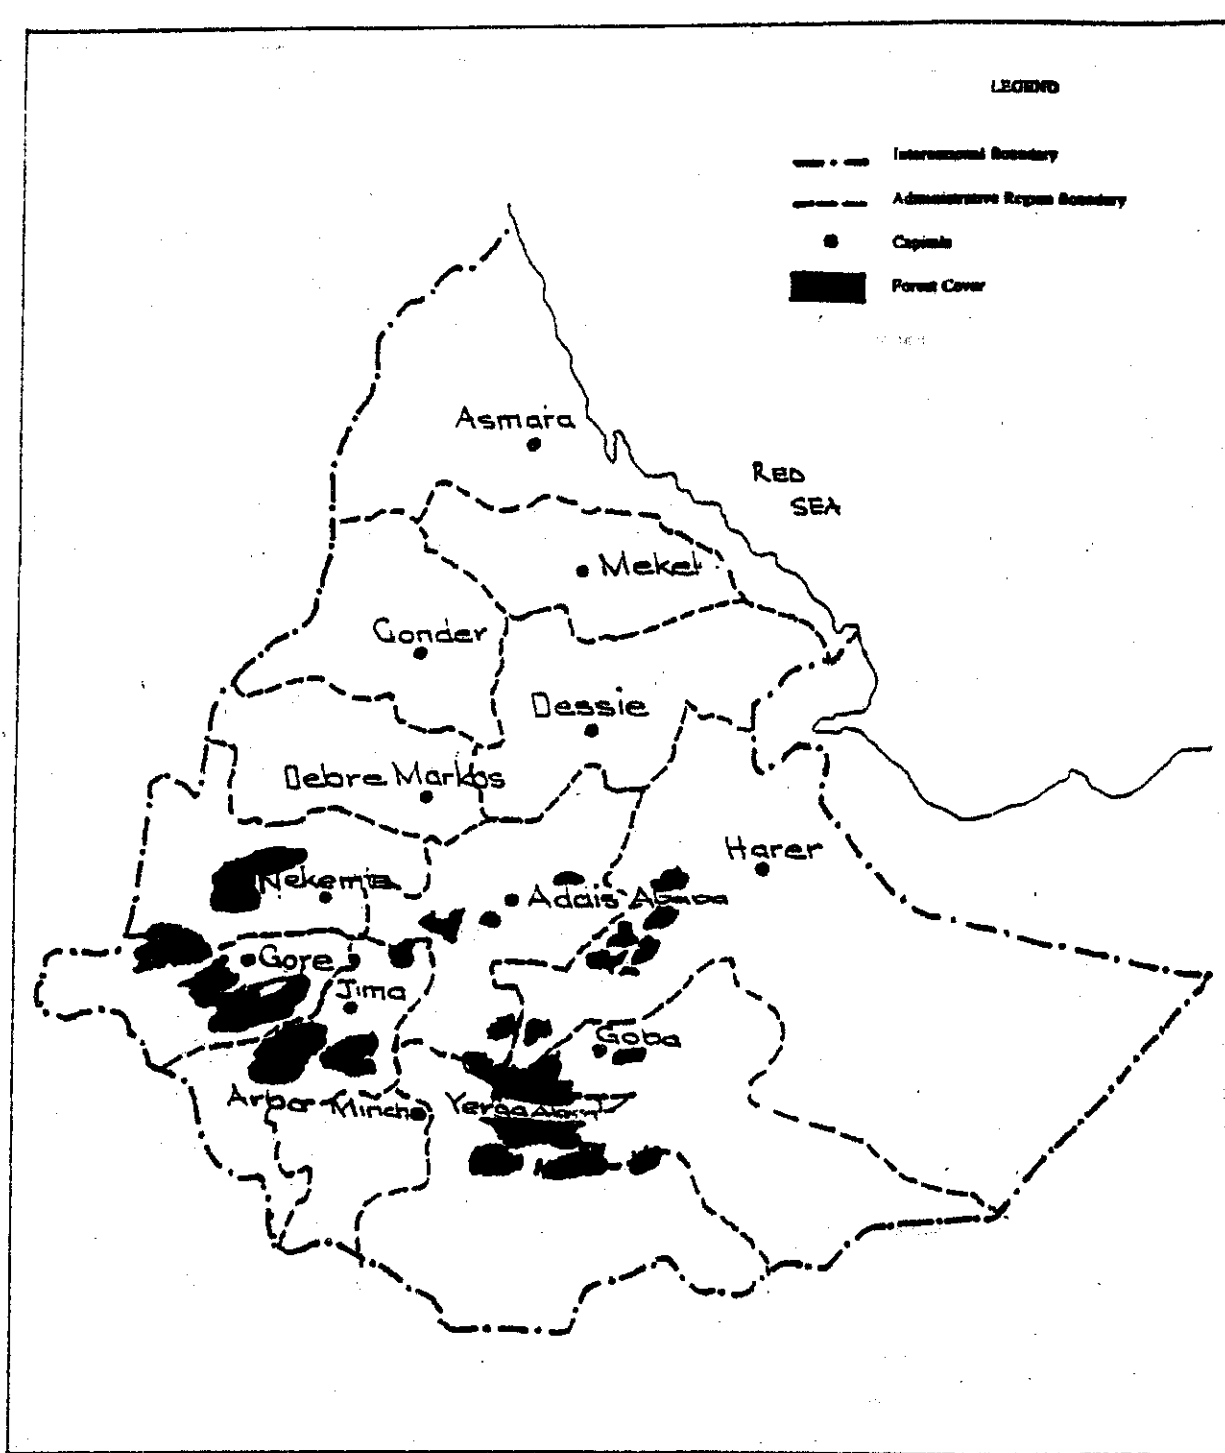 LEGEND
International Boundary
Administrative Region Boundary
Capitals
Forest Cover
Asmara
RED
SEA
Mekel
Gonder
Dessie
Debre Markos
Harer
Nekemte
Addis Ababa
Gore
Jima
Goba
Arba Minch